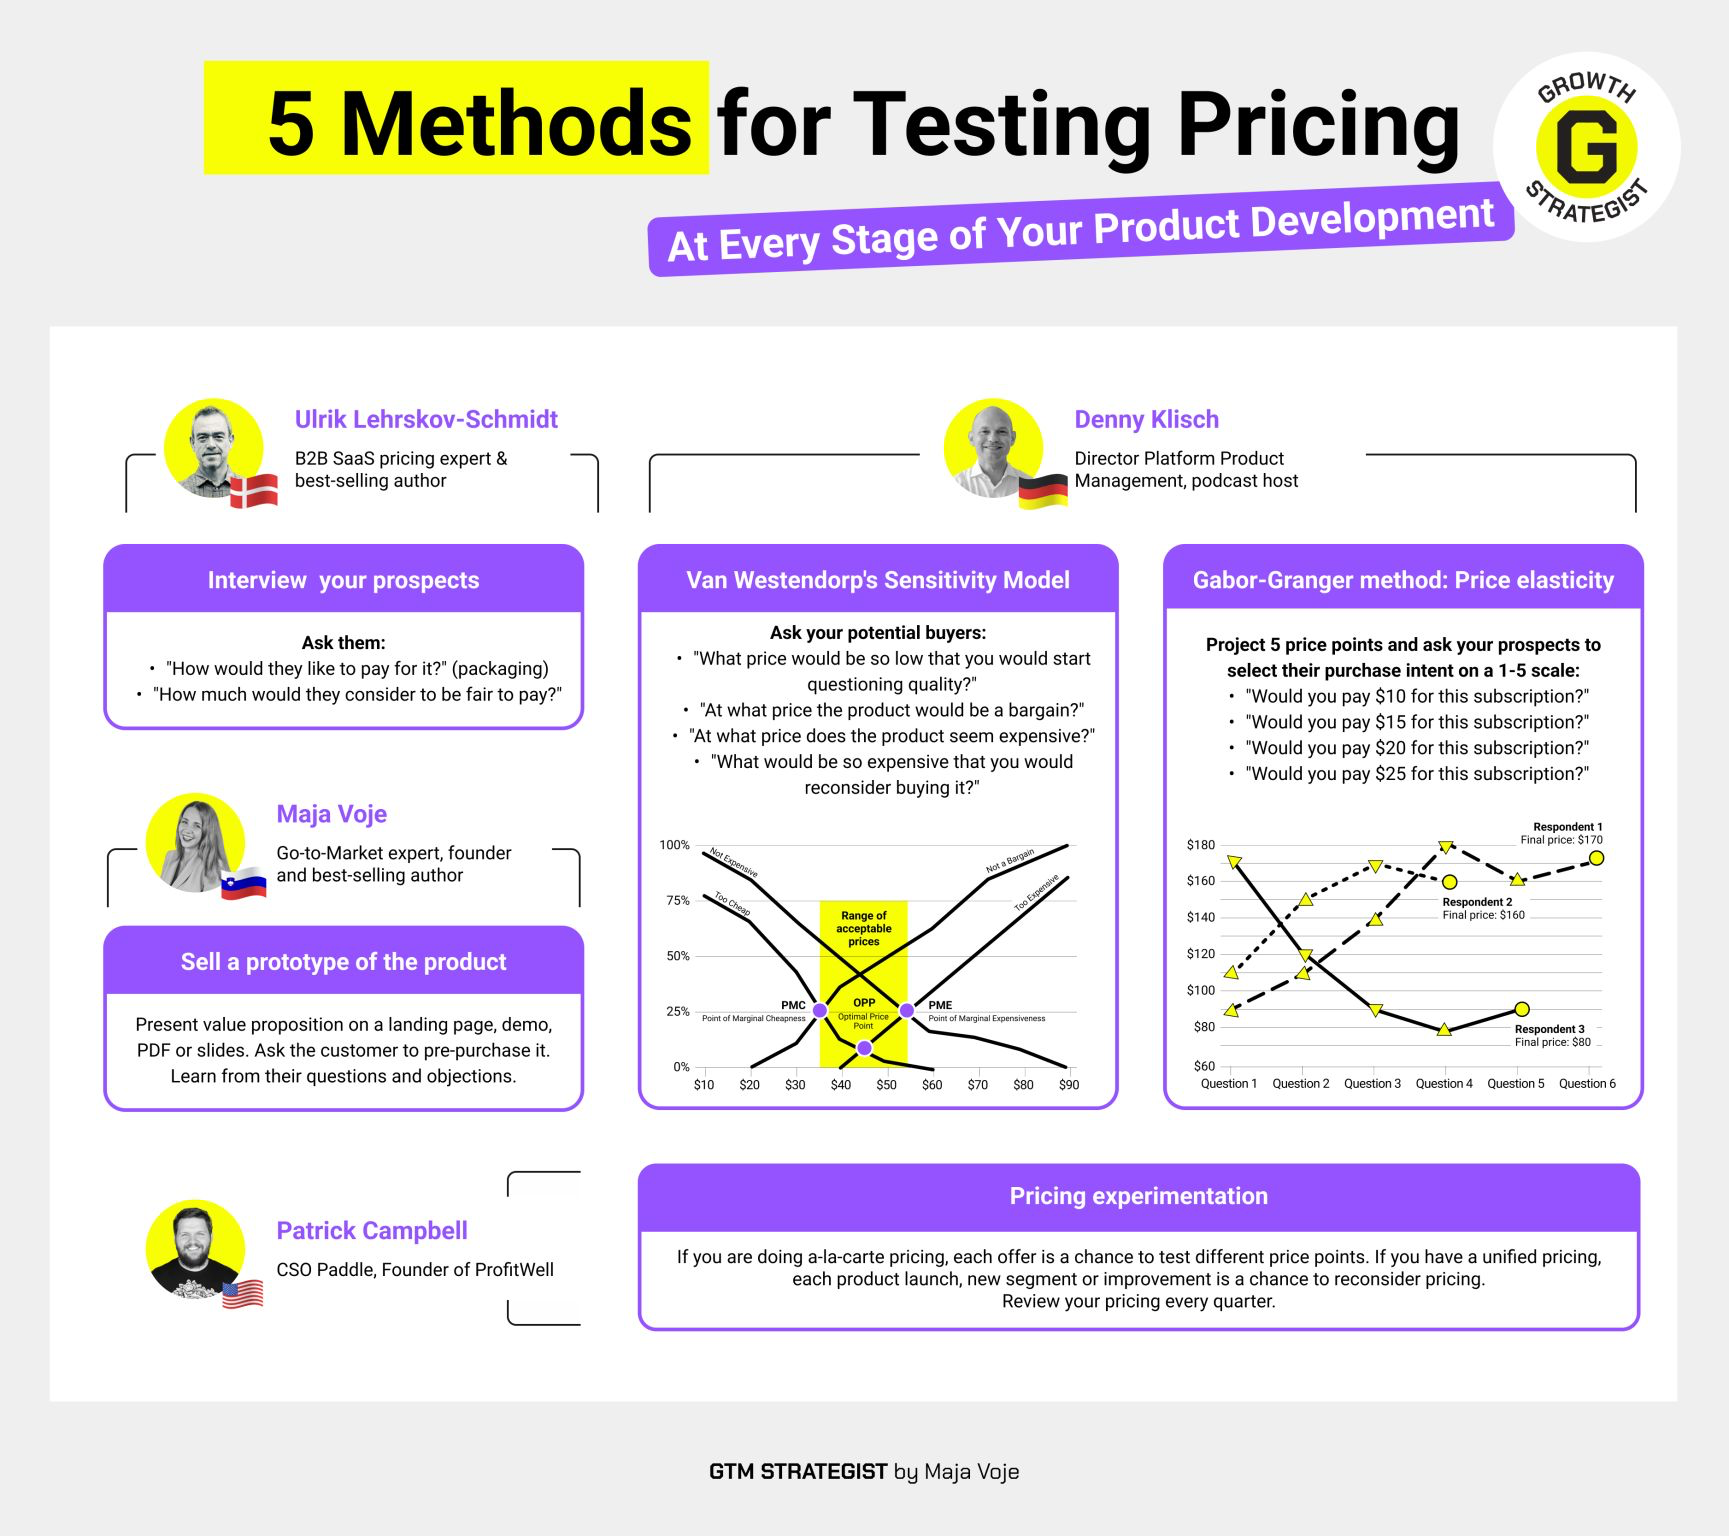 5 Methods for Testing Pricing
GROWTH
G
STRATEGIST
At Every Stage of Your Product Development
Ulrik Lehrskov-Schmidt
B2B SaaS pricing expert &
best-selling author
Denny Klisch
Director Platform Product
Management, podcast host
Interview your prospects
Ask them:
• "How would they like to pay for it?" (packaging)
• "How much would they consider to be fair to pay?"
Maja Voje
Go-to-Market expert, founder
and best-selling author
Sell a prototype of the product
Present value proposition on a landing page, demo,
PDF or slides. Ask the customer to pre-purchase it.
Learn from their questions and objections.
Van Westendorp's Sensitivity Model
Ask your potential buyers:
• "What price would be so low that you would start
questioning quality?"
• "At what price the product would be a bargain?"
• "At what price does the product seem expensive?"
• "What would be so expensive that you would
reconsider buying it?"
100%
75%
50%
25%
0%
Not Expensive
Too Cheap
Not a Bargain
Too Expensive
Range of
acceptable
prices
PMC
Point of Marginal Cheapness
OPP
Optimal Price
Point
PME
Point of Marginal Expensiveness
$10 $20 $30 $40 $50 $60 $70 $80 $90
Gabor-Granger method: Price elasticity
Project 5 price points and ask your prospects to
select their purchase intent on a 1-5 scale:
• "Would you pay $10 for this subscription?"
• "Would you pay $15 for this subscription?"
• "Would you pay $20 for this subscription?"
• "Would you pay $25 for this subscription?"
$180
$160
$140
$120
$100
$80
$60
Respondent 1
Final price: $170
Respondent 2
Final price: $160
Respondent 3
Final price: $80
Question 1 Question 2 Question 3 Question 4 Question 5 Question 6
Patrick Campbell
CSO Paddle, Founder of ProfitWell
Pricing experimentation
If you are doing a-la-carte pricing, each offer is a chance to test different price points. If you have a unified pricing,
each product launch, new segment or improvement is a chance to reconsider pricing.
Review your pricing every quarter.
GTM STRATEGIST by Maja Voje